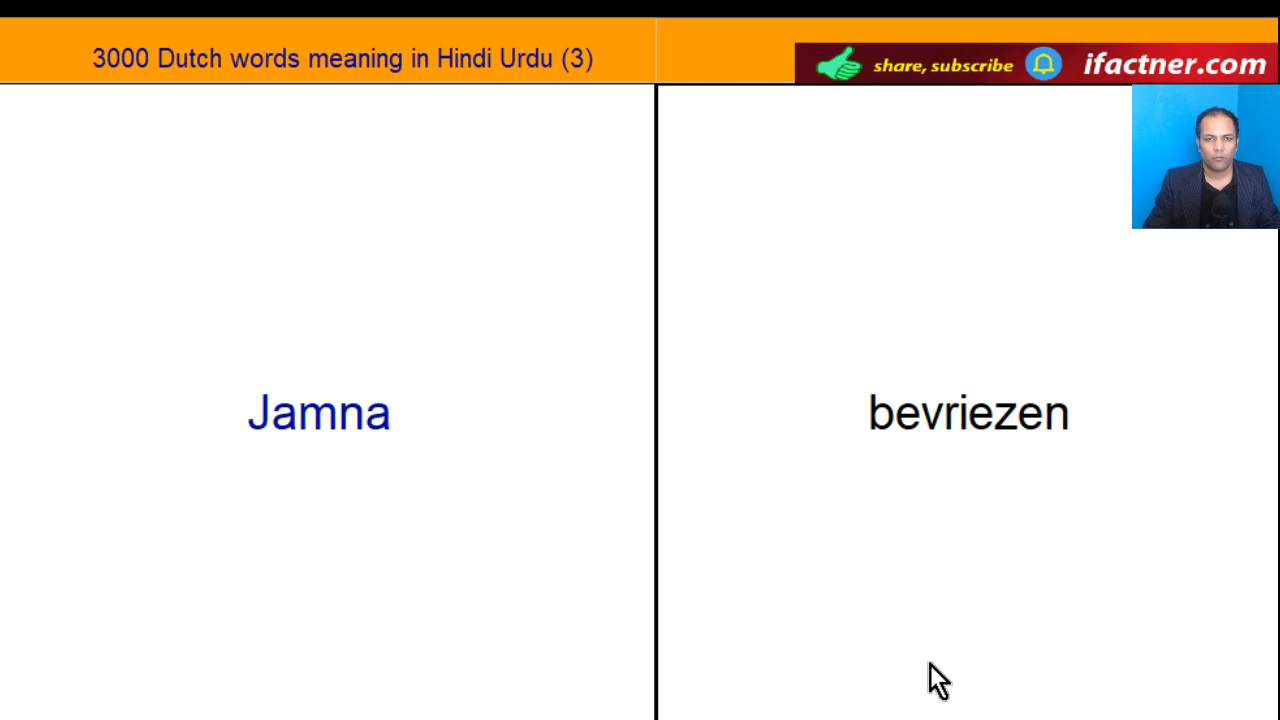 3000 Dutch words meaning in Hindi Urdu (3)
share, subscribe
ifactner.com
Jamna
bevriezen